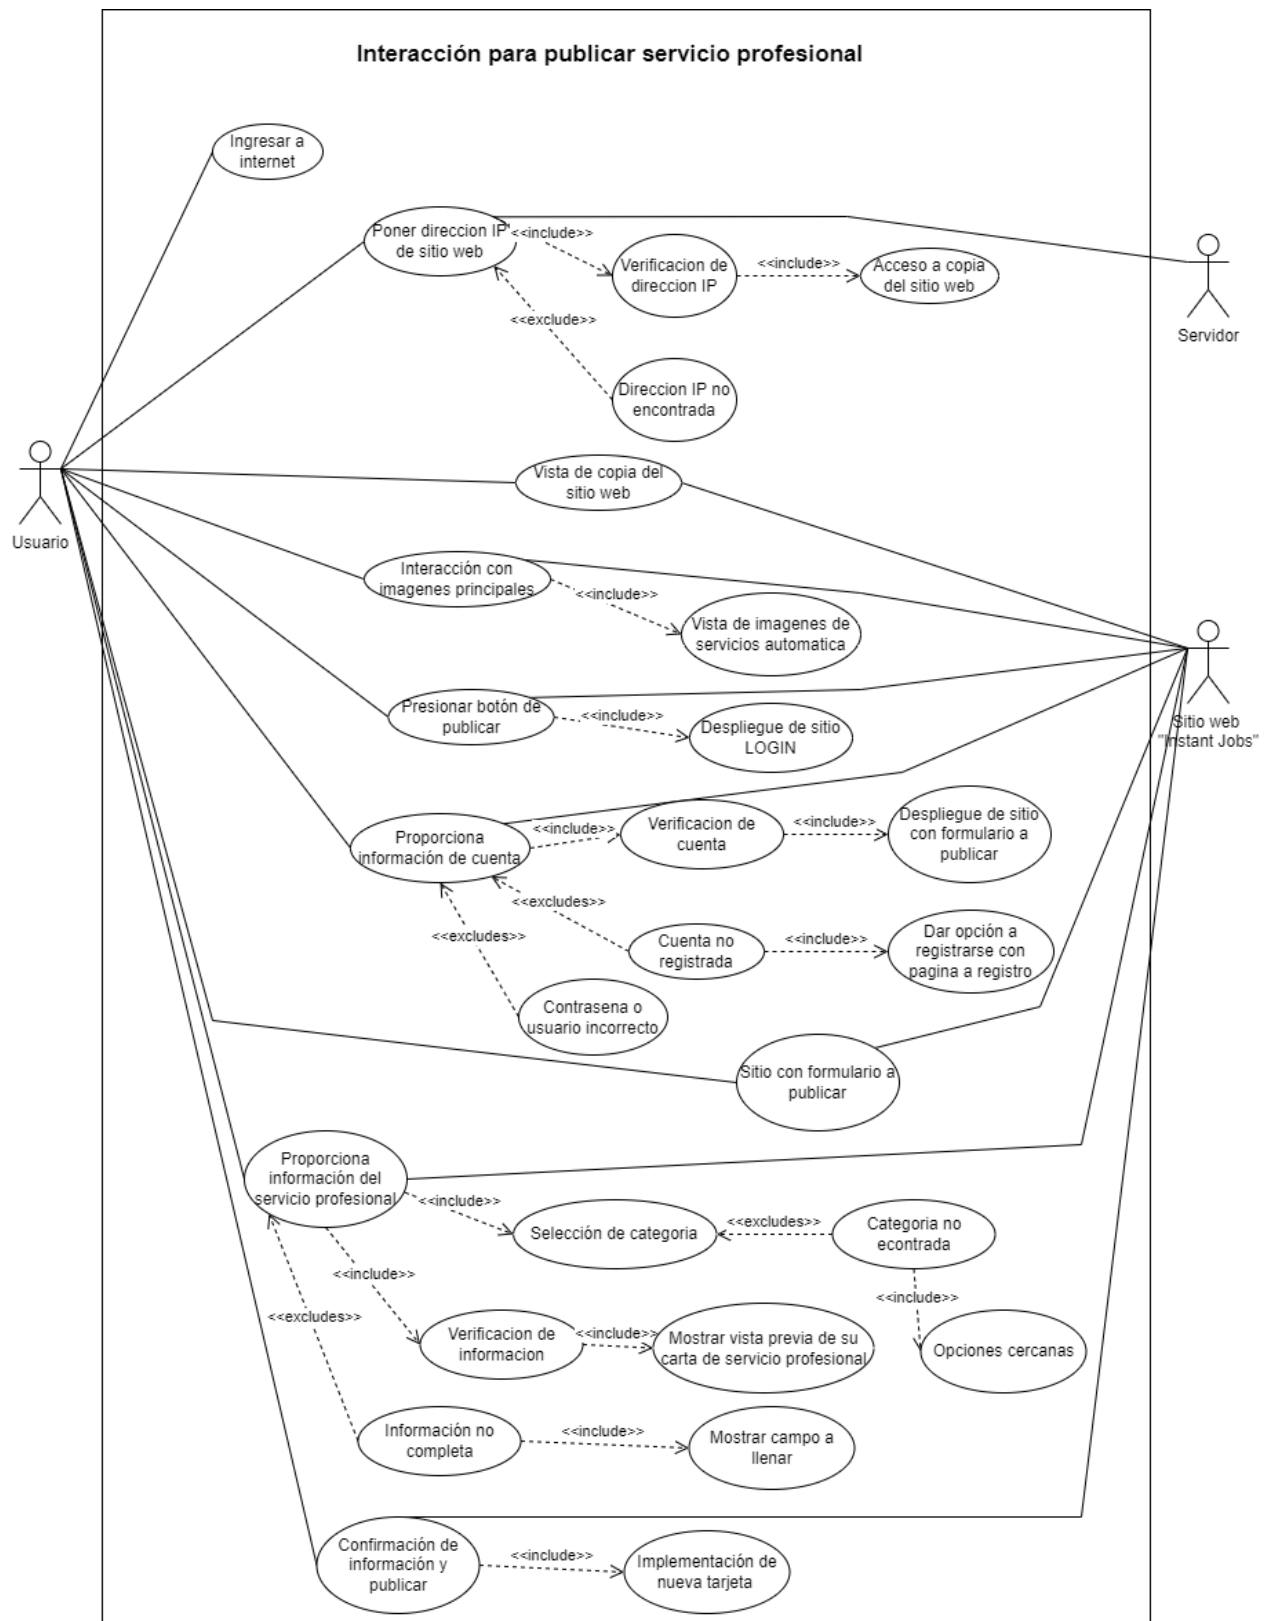 Interacción para publicar servicio profesional
Ingresar a
internet
Poner direccion IP
de sitio web
<<include>>
Verificacion de
direccion IP
<<include>>
Acceso a copia
del sitio web
Servidor
<<exclude>>
Direccion IP no
encontrada
Usuario
Vista de copia del
sitio web
Interacción con
imagenes principales
<<include>>
Vista de imagenes de
servicios automatica
Sitio web
"Instant Jobs"
Presionar botón de
publicar
<<include>>
Despliegue de sitio
LOGIN
Proporciona
información de cuenta
<<include>>
Verificacion de
cuenta
<<include>>
Despliegue de sitio
con formulario a
publicar
<<excludes>>
<<excludes>>
Cuenta no
registrada
<<include>>
Dar opción a
registrarse con
pagina a registro
Contrasena o
usuario incorrecto
Sitio con formulario a
publicar
Proporciona
información del
servicio profesional
<<include>>
Selección de categoria
<<excludes>>
Categoria no
econtrada
<<include>>
<<include>>
Opciones cercanas
<<excludes>>
Verificacion de
informacion
<<include>>
Mostrar vista previa de su
carta de servicio profesional
Información no
completa
<<include>>
Mostrar campo a
llenar
Confirmación de
información y
publicar
<<include>>
Implementación de
nueva tarjeta